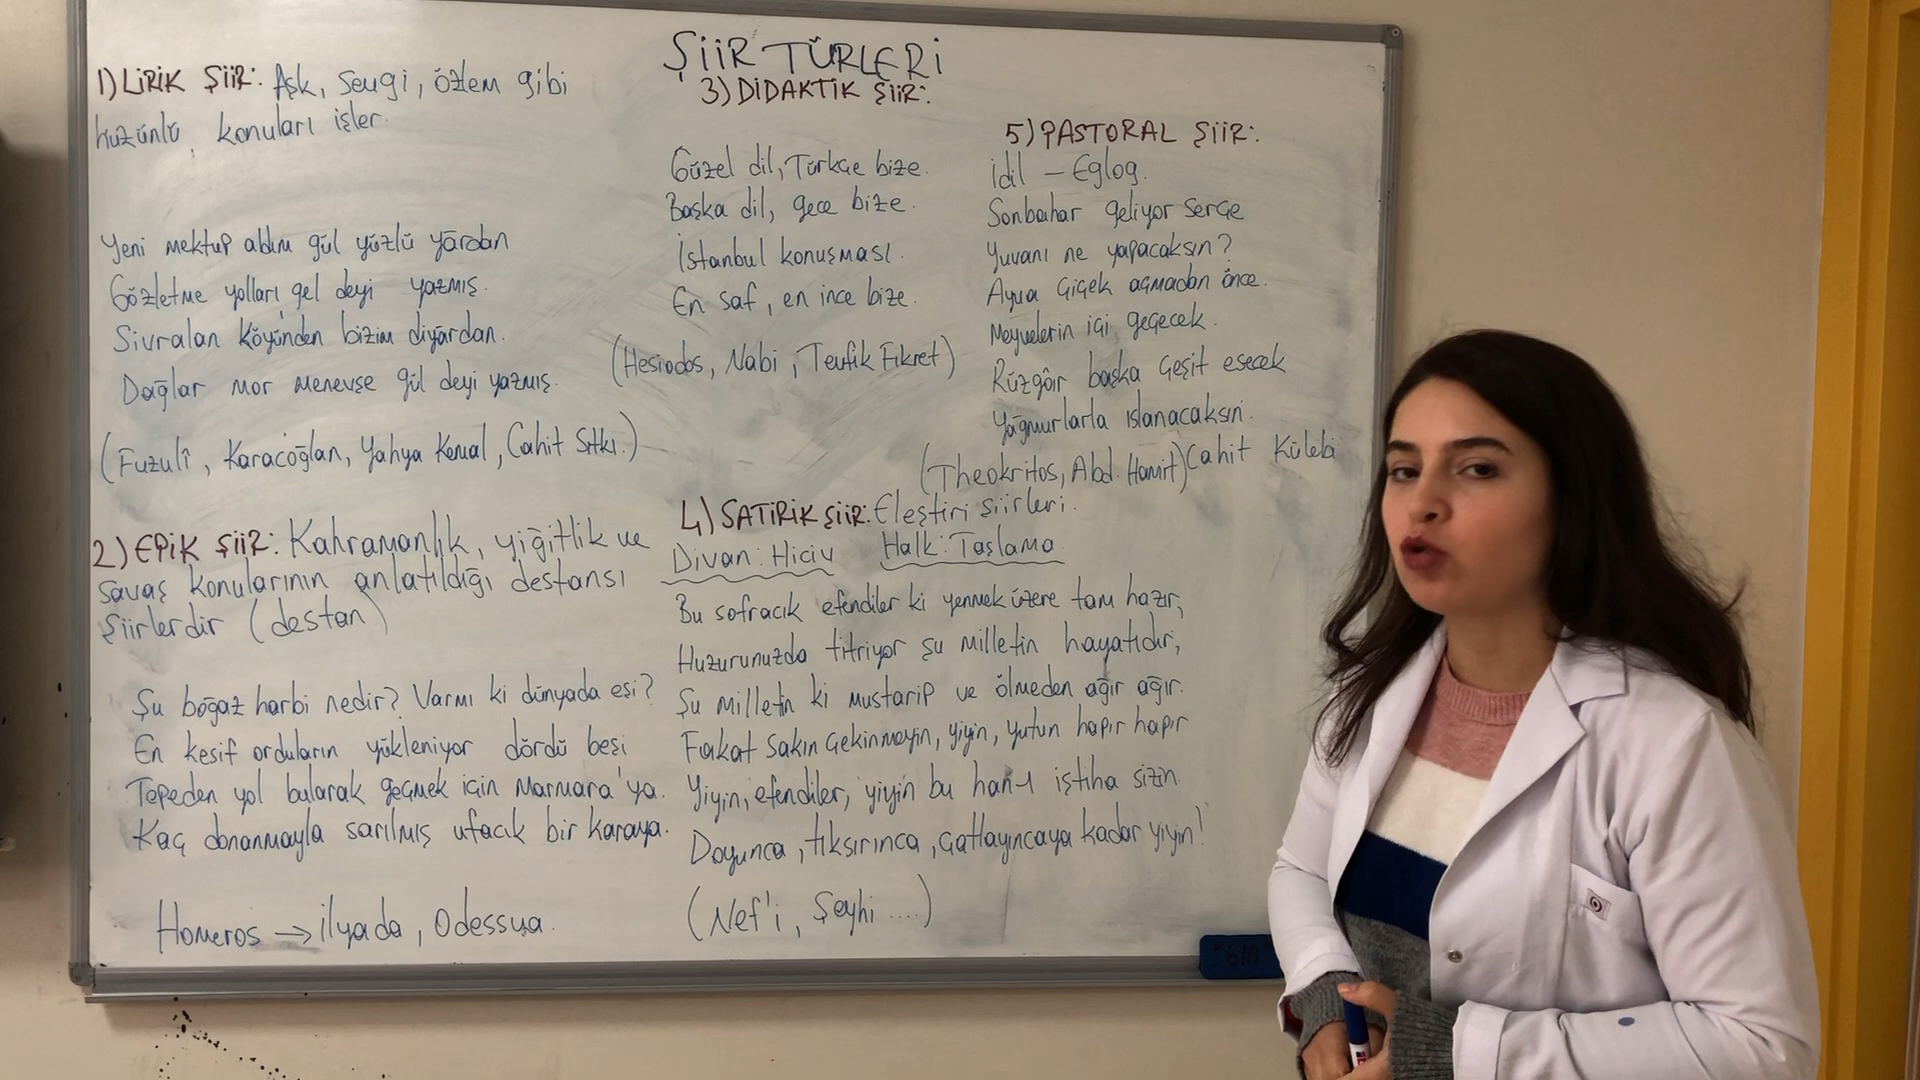 ŞİİR TÜRLERİ
1) LİRİK ŞİİR: Aşk, sevgi, özlem gibi
hüzünlü, konuları işler.
Yeni mektup aldım gül yüzlü yârdan
Gözletme yolları gel deyi yazmış.
Sivralan Köyünden bizim diyârdan.
Dağlar mor menevşe gül deyi yazmış.
(Fuzulî, Karacoğlan, Yahya Kemal, Cahit Sıtkı.)
2) EPİK ŞİİR: Kahramanlık, yiğitlik ve
savaş konularının anlatıldığı destansı
şiirlerdir (destan)
Şu boğaz harbi nedir? Varmı ki dünyada eşi?
En kesif orduların yükleniyor dördü beşi
Tepeden yol bularak geçmek için Marmara'ya.
Kaç donanmayla sarılmış ufacık bir karaya.
Homeros → İlyada, Odessya.
3) DİDAKTİK ŞİİR:
Güzel dil, Türkçe bize.
Başka dil, gece bize.
İstanbul konuşması.
En saf, en ince bize.
(Hesiodos, Nabi, Tevfik Fikret)
4) SATİRİK ŞİİR: Eleştiri şiirleri.
Divan: Hiciv Halk: Taşlama
Bu sofracık efendiler ki yenmek üzere tam hazır,
Huzurunuzda titriyor şu milletin hayatıdır,
Şu milletin ki mustarip ve ölmeden ağır ağır.
Fakat sakın çekinmeyin, yiyin, yutun hapır hapır
Yiyin, efendiler, yiyin bu han-ı iştiha sizin
Doyunca, tıksırınca, çatlayıncaya kadar yiyin!
(Nef'i, Şeyhi ....)
5) PASTORAL ŞİİR:
İdil - Eglog.
Sonbahar geliyor serçe
Yuvanı ne yapacaksın?
Ayva çiçek açmadan önce.
Meyvelerin içi geçecek.
Rüzgâr başka çeşit esecek
Yağmurlarla ıslanacaksın.
(Theokritos, Abd. Hamit) Cahit Külebi